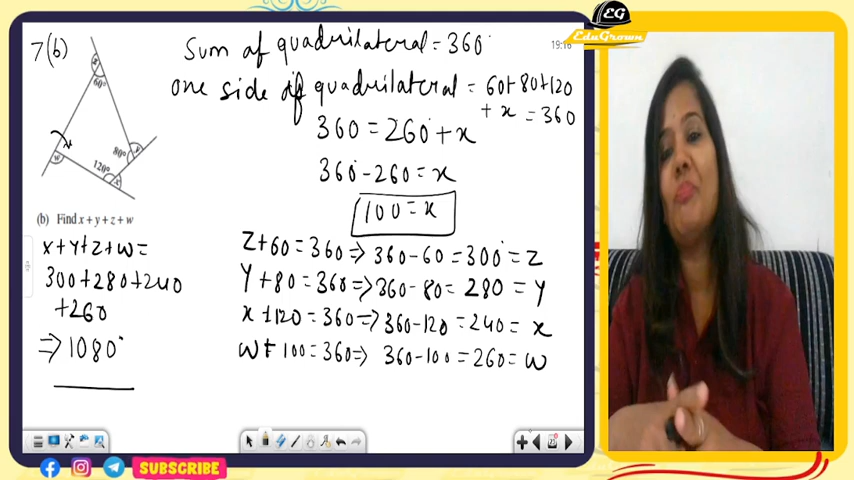 EG
EduGrown
19:16
7(b)
Sum of quadrilateral = 360°
one side of quadrilateral = 60+80+120
+ x = 360
360 = 260 + x
360 - 260 = x
100 = x
z
60°
80°
y
w
120°
x
(b) Find x + y + z + w
x + y + z + w =
300 + 280 + 240
+ 260
⇒ 1080°
Z + 60 = 360 ⇒ 360 - 60 = 300° = Z
Y + 80 = 360 ⇒ 360 - 80 = 280 = Y
x + 120 = 360 ⇒ 360 - 120 = 240 = x
W + 100 = 360 ⇒ 360 - 100 = 260 = W
SUBSCRIBE